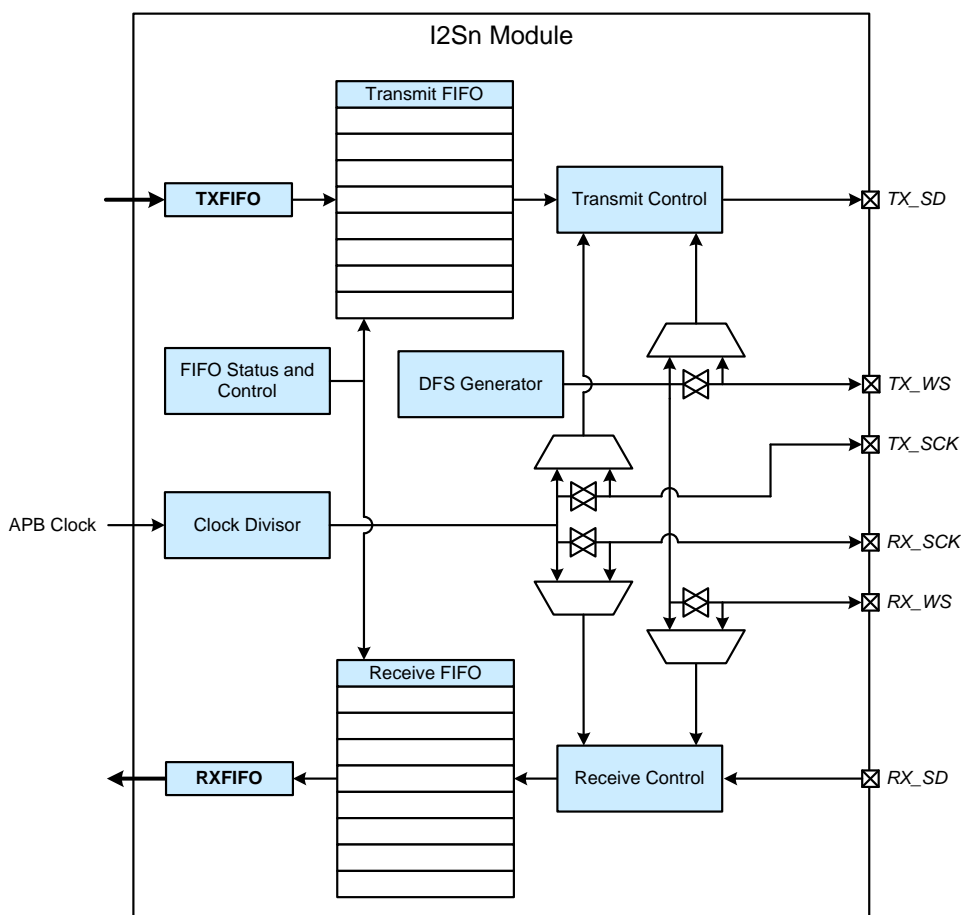 I2Sn Module
Transmit FIFO
TXFIFO
Transmit Control
TX_SD
FIFO Status and
Control
DFS Generator
TX_WS
TX_SCK
APB Clock
Clock Divisor
RX_SCK
RX_WS
Receive FIFO
RXFIFO
Receive Control
RX_SD